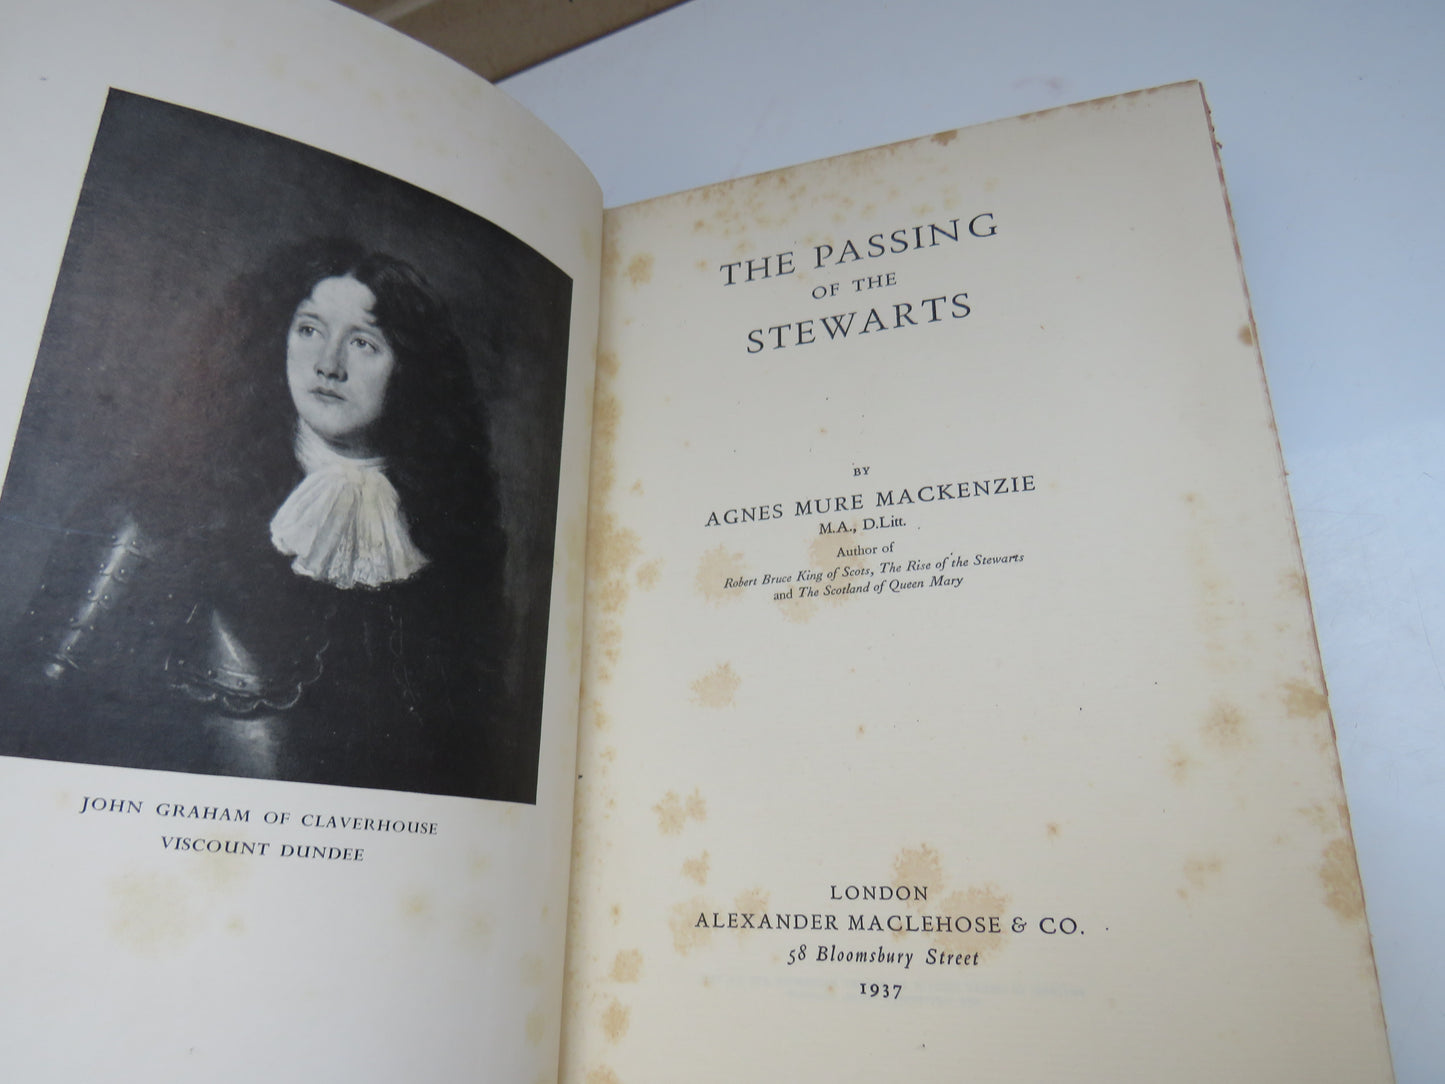 JOHN GRAHAM OF CLAVERHOUSE
VISCOUNT DUNDEE
THE PASSING
OF THE
STEWARTS
BY
AGNES MURE MACKENZIE
M.A., D.Litt.
Author of
Robert Bruce King of Scots, The Rise of the Stewarts
and The Scotland of Queen Mary
LONDON
ALEXANDER MACLEHOSE & CO.
58 Bloomsbury Street
1937